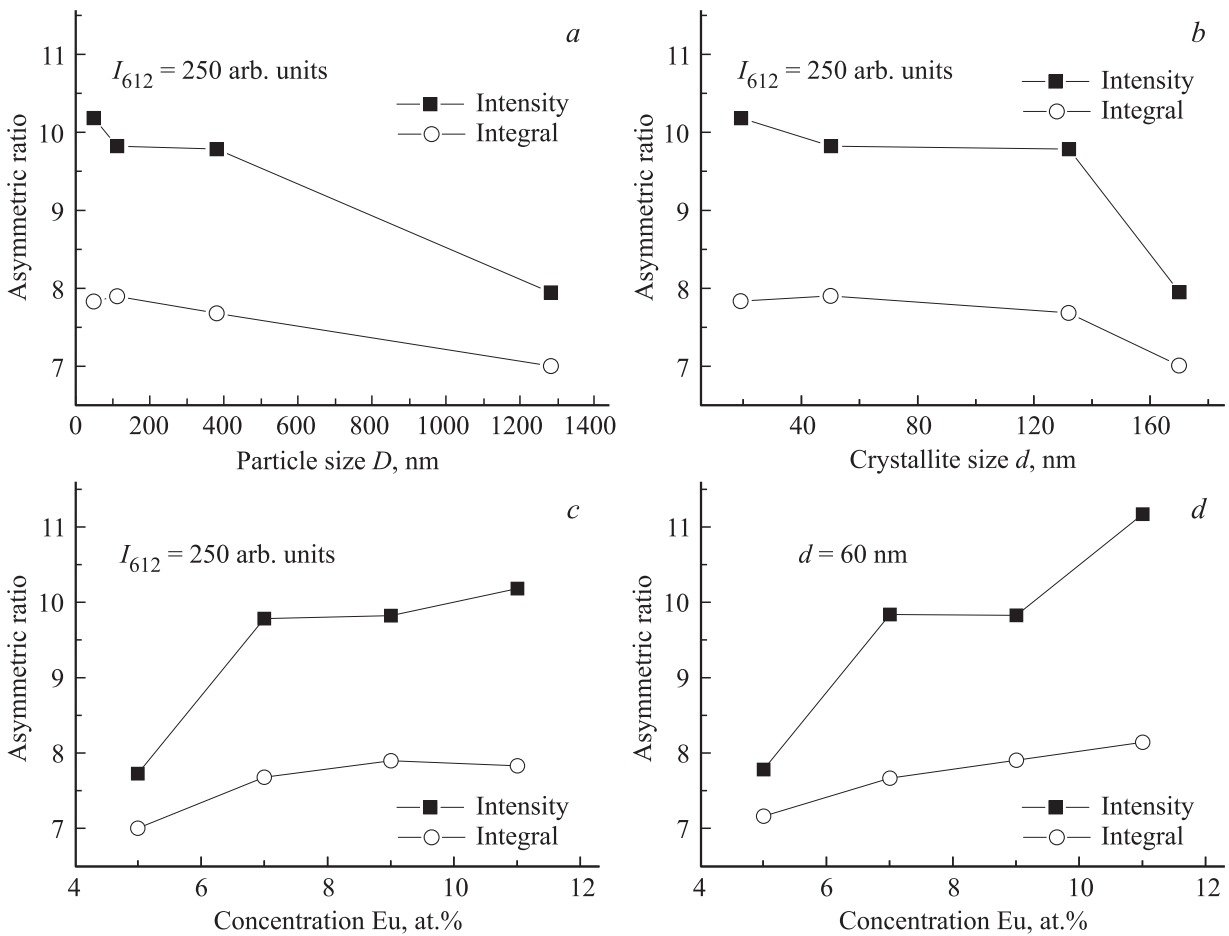 a
I612 = 250 arb. units
Intensity
Integral
Asymmetric ratio
11
10
9
8
7
0 200 400 600 800 1000 1200 1400
Particle size D, nm
b
I612 = 250 arb. units
Intensity
Integral
Asymmetric ratio
11
10
9
8
7
40 80 120 160
Crystallite size d, nm
c
I612 = 250 arb. units
Intensity
Integral
Asymmetric ratio
11
10
9
8
7
4 6 8 10 12
Concentration Eu, at.%
d
d = 60 nm
Intensity
Integral
Asymmetric ratio
11
10
9
8
7
4 6 8 10 12
Concentration Eu, at.%